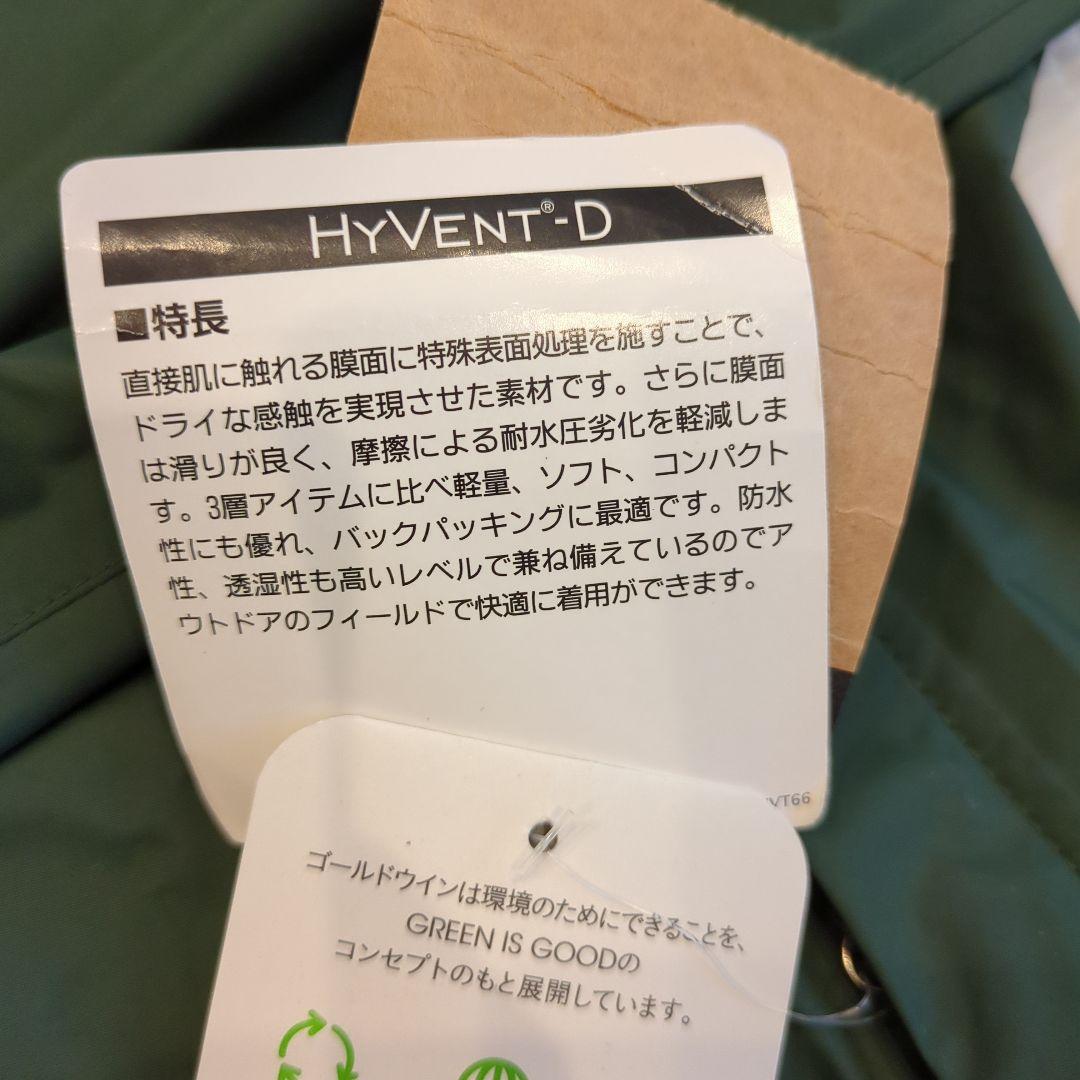 HYVENT®-D
■特長
直接肌に触れる膜面に特殊表面処理を施すことで、
ドライな感触を実現させた素材です。さらに膜面
は滑りが良く、摩擦による耐水圧劣化を軽減しま
す。3層アイテムに比べ軽量、ソフト、コンパクト
性にも優れ、バックパッキングに最適です。防水
性、透湿性も高いレベルで兼ね備えているのでア
ウトドアのフィールドで快適に着用ができます。
VT66
ゴールドウインは環境のためにできることを、
GREEN IS GOODの
コンセプトのもと展開しています。